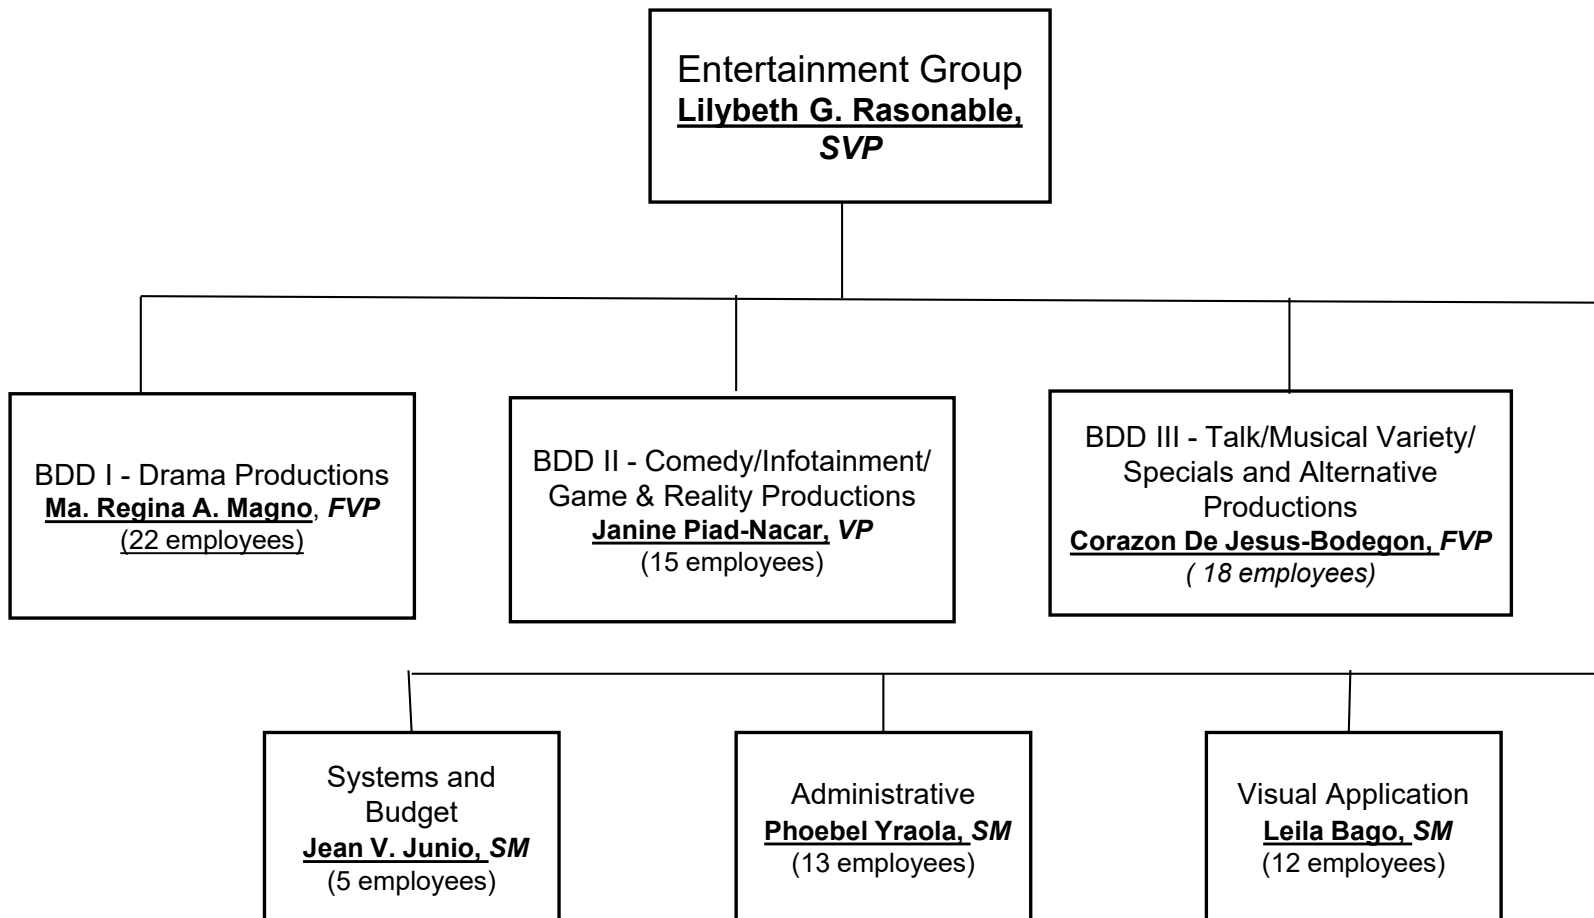 Entertainment Group
Lilybeth G. Rasonable,
SVP
BDD I - Drama Productions
Ma. Regina A. Magno, FVP
(22 employees)
BDD II - Comedy/Infotainment/
Game & Reality Productions
Janine Piad-Nacar, VP
(15 employees)
BDD III - Talk/Musical Variety/
Specials and Alternative
Productions
Corazon De Jesus-Bodegon, FVP
( 18 employees)
Systems and
Budget
Jean V. Junio, SM
(5 employees)
Administrative
Phoebel Yraola, SM
(13 employees)
Visual Application
Leila Bago, SM
(12 employees)